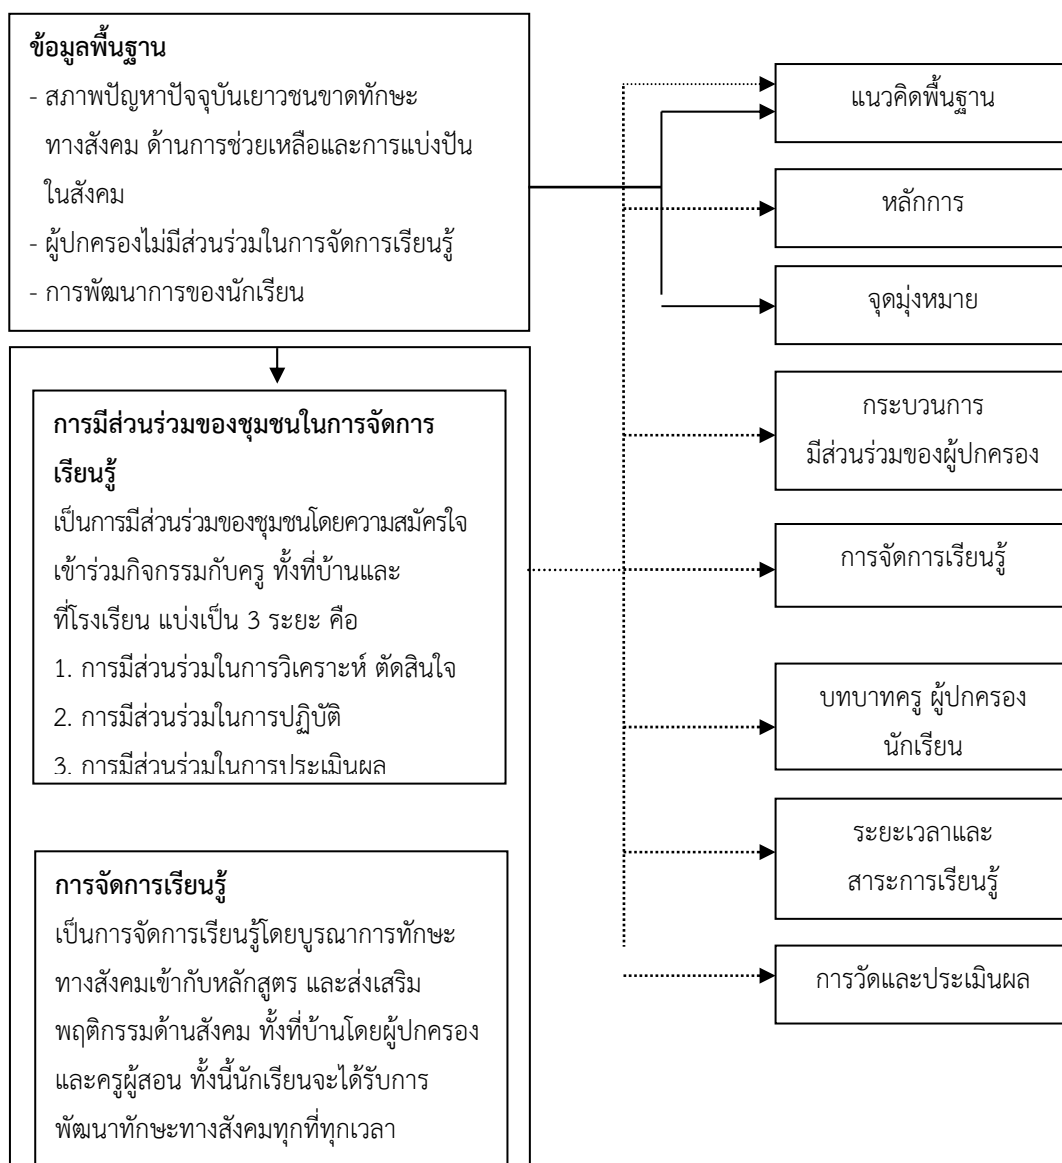 ข้อมูลพื้นฐาน
- สภาพปัญหาปัจจุบันเยาวชนขาดทักษะ
ทางสังคม ด้านการช่วยเหลือและการแบ่งปัน
ในสังคม
- ผู้ปกครองไม่มีส่วนร่วมในการจัดการเรียนรู้
- การพัฒนาการของนักเรียน
การมีส่วนร่วมของชุมชนในการจัดการ
เรียนรู้
เป็นการมีส่วนร่วมของชุมชนโดยความสมัครใจ
เข้าร่วมกิจกรรมกับครู ทั้งที่บ้านและ
ที่โรงเรียน แบ่งเป็น 3 ระยะ คือ
1. การมีส่วนร่วมในการวิเคราะห์ ตัดสินใจ
2. การมีส่วนร่วมในการปฏิบัติ
3. การมีส่วนร่วมในการประเมินผล
การจัดการเรียนรู้
เป็นการจัดการเรียนรู้โดยบูรณาการทักษะ
ทางสังคมเข้ากับหลักสูตร และส่งเสริม
พฤติกรรมด้านสังคม ทั้งที่บ้านโดยผู้ปกครอง
และครูผู้สอน ทั้งนี้นักเรียนจะได้รับการ
พัฒนาทักษะทางสังคมทุกที่ทุกเวลา
แนวคิดพื้นฐาน
หลักการ
จุดมุ่งหมาย
กระบวนการ
มีส่วนร่วมของผู้ปกครอง
การจัดการเรียนรู้
บทบาทครู ผู้ปกครอง
นักเรียน
ระยะเวลาและ
สาระการเรียนรู้
การวัดและประเมินผล